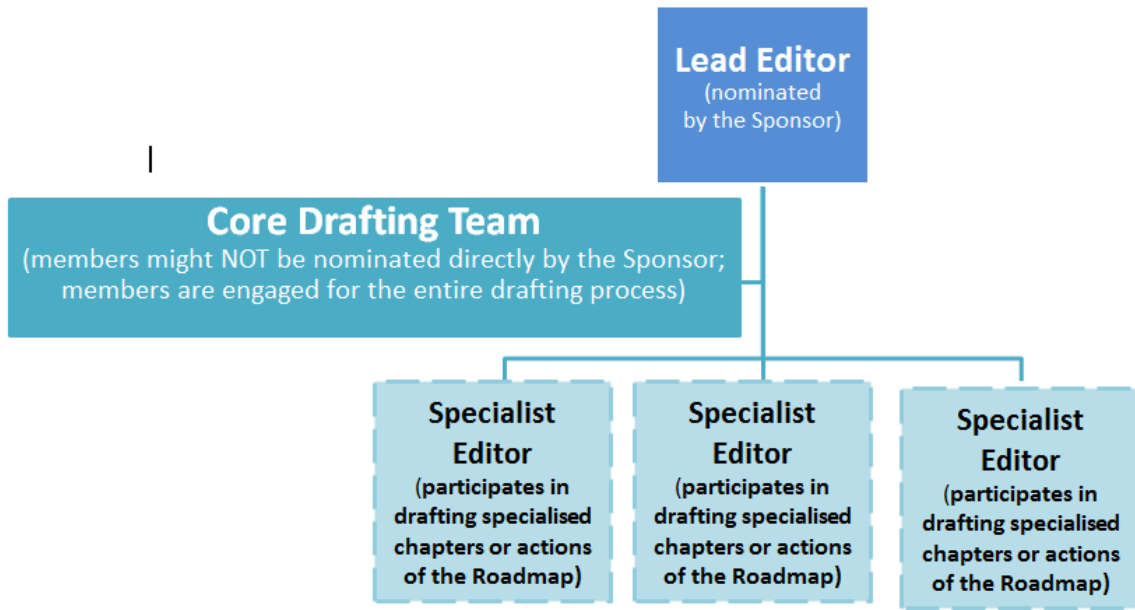 Lead Editor
(nominated
by the Sponsor)
Core Drafting Team
(members might NOT be nominated directly by the Sponsor;
members are engaged for the entire drafting process)
Specialist
Editor
(participates in
drafting specialised
chapters or actions
of the Roadmap)
Specialist
Editor
(participates in
drafting specialised
chapters or actions
of the Roadmap)
Specialist
Editor
(participates in
drafting specialised
chapters or actions
of the Roadmap)